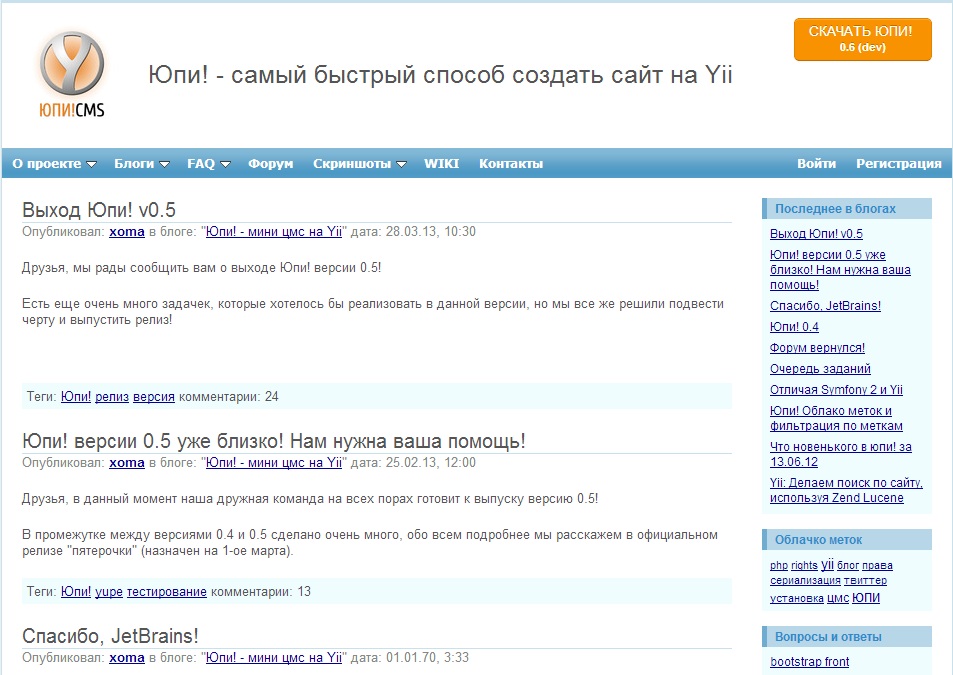 СКАЧАТЬ ЮПИ!
0.6 (dev)
ЮПИ!CMS
Юпи! - самый быстрый способ создать сайт на Yii
О проекте Блоги FAQ Форум Скриншоты WIKI Контакты Войти Регистрация
Выход Юпи! v0.5
Опубликовал: xoma в блоге: "Юпи! - мини цмс на Yii" дата: 28.03.13, 10:30
Друзья, мы рады сообщить вам о выходе Юпи! версии 0.5!
Есть еще очень много задачек, которые хотелось бы реализовать в данной версии, но мы все же решили подвести
черту и выпустить релиз!
Теги: Юпи! релиз версия комментарии: 24
Юпи! версии 0.5 уже близко! Нам нужна ваша помощь!
Опубликовал: xoma в блоге: "Юпи! - мини цмс на Yii" дата: 25.02.13, 12:00
Друзья, в данный момент наша дружная команда на всех порах готовит к выпуску версию 0.5!
В промежутке между версиями 0.4 и 0.5 сделано очень много, обо всем подробнее мы расскажем в официальном
релизе "пятерочки" (назначен на 1-ое марта).
Теги: Юпи! yupe тестирование комментарии: 13
Спасибо, JetBrains!
Опубликовал: xoma в блоге: "Юпи! - мини цмс на Yii" дата: 01.01.70, 3:33
Последнее в блогах
Выход Юпи! v0.5
Юпи! версии 0.5 уже
близко! Нам нужна ваша
помощь!
Спасибо, JetBrains!
Юпи! 0.4
Форум вернулся!
Очередь заданий
Отличая Symfony 2 и Yii
Юпи! Облако меток и
фильтрация по меткам
Что новенького в юпи! за
13.06.12
Yii: Делаем поиск по сайту,
используя Zend Lucene
Облачко меток
php rights yii блог права
сериализация твиттер
установка цмс ЮПИ
Вопросы и ответы
bootstrap front